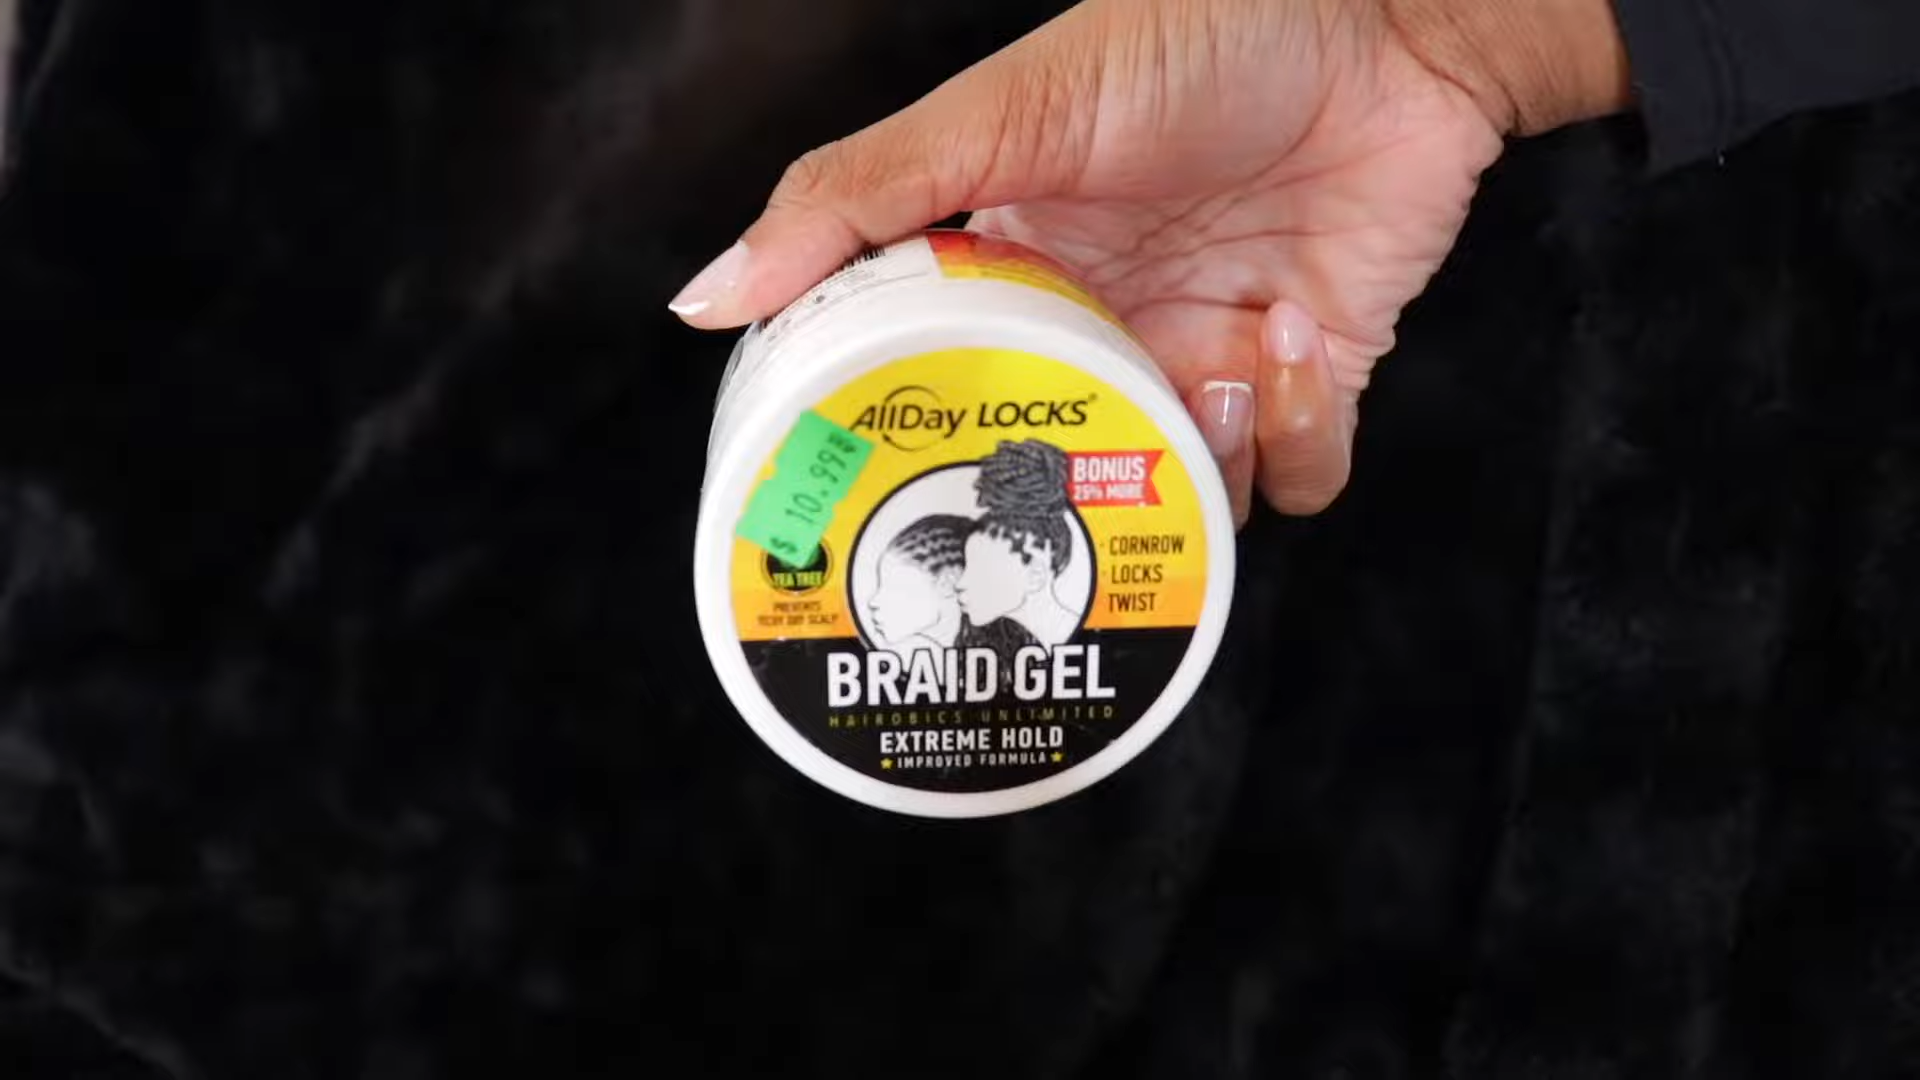 AllDay LOCKS®
$ 10.99
BONUS
25% MORE
· CORNROW
· LOCKS
TWIST
TEA TREE
PREVENTS
ITCHY DRY SCALP
BRAID GEL
HAIROBICS UNLIMITED
EXTREME HOLD
★ IMPROVED FORMULA ★